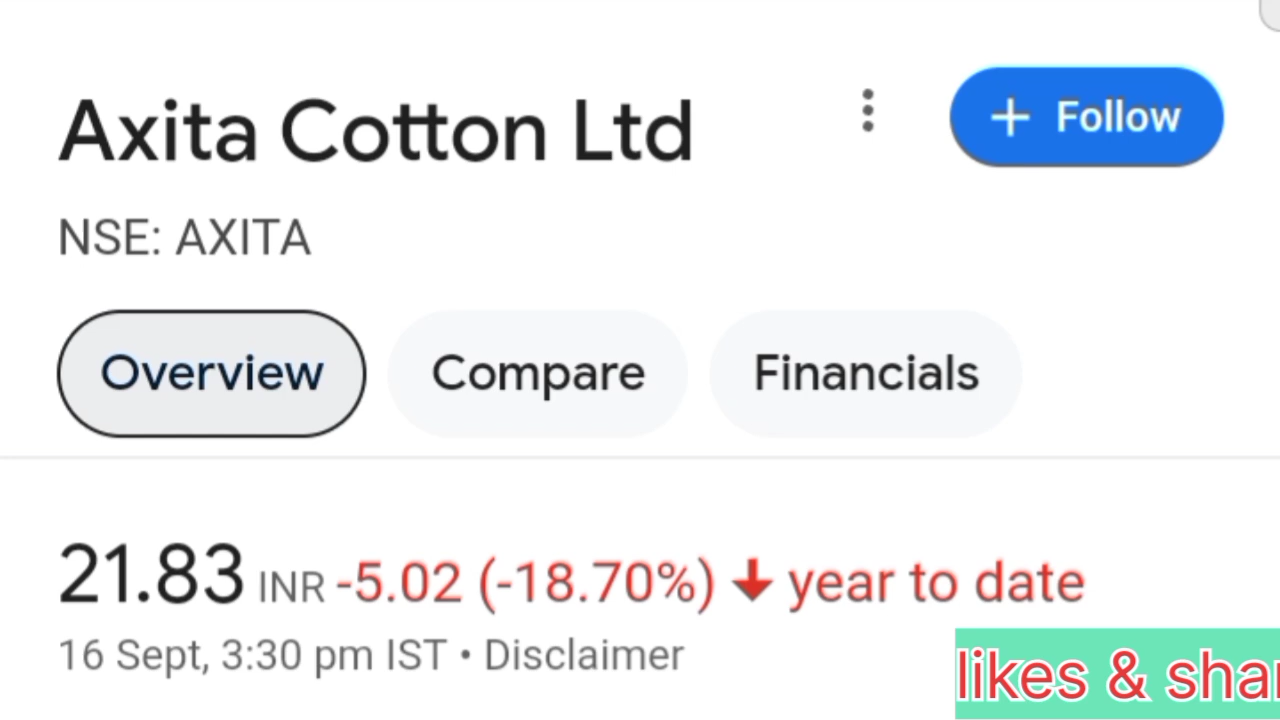 Axita Cotton Ltd
+ Follow
NSE: AXITA
Overview Compare Financials
21.83 INR -5.02 (-18.70%) ↓ year to date
16 Sept, 3:30 pm IST • Disclaimer
likes &